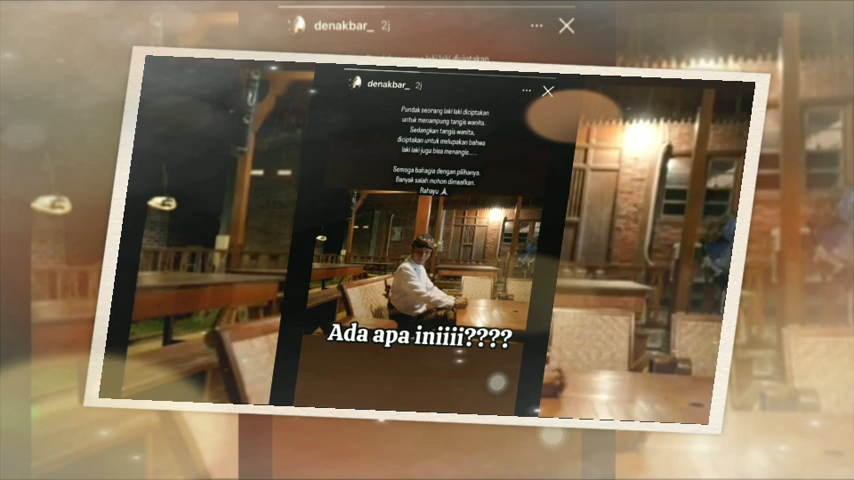 denakbar_ 2j
denakbar_ 2j
Pundak seorang laki laki diciptakan
untuk menampung tangis wanita.
Sedangkan tangis wanita,
diciptakan untuk melupakan bahwa
laki laki juga bisa menangis.....
Semoga bahagia dengan pilihanya.
Banyak salah mohon dimaafkan.
Rahayu
Ada apa iniiii????